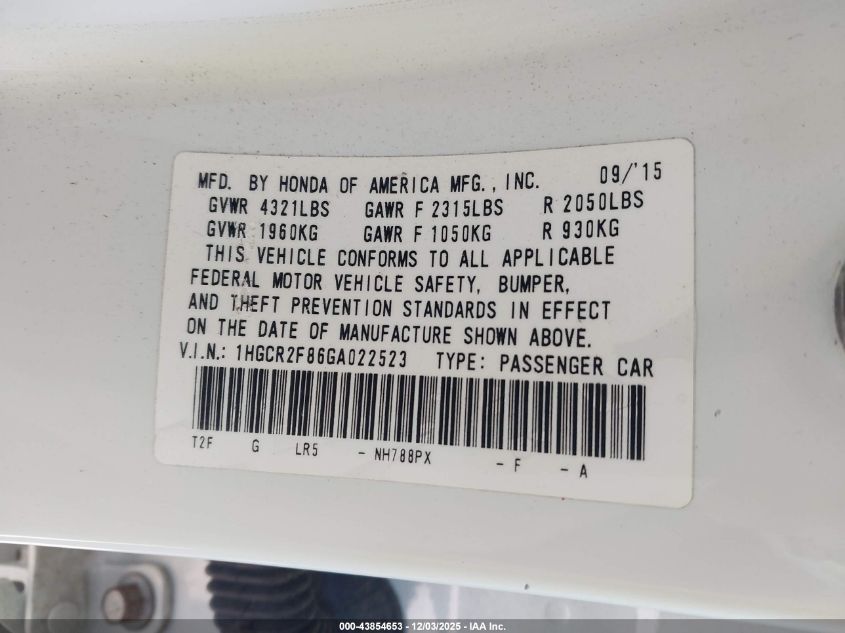 MFD. BY HONDA OF AMERICA MFG., INC. 09/'15
GVWR 4321LBS GAWR F 2315LBS R 2050LBS
GVWR 1960KG GAWR F 1050KG R 930KG
THIS VEHICLE CONFORMS TO ALL APPLICABLE
FEDERAL MOTOR VEHICLE SAFETY, BUMPER,
AND THEFT PREVENTION STANDARDS IN EFFECT
ON THE DATE OF MANUFACTURE SHOWN ABOVE.
V.I.N.: 1HGCR2F86GA022523 TYPE: PASSENGER CAR
T2F G LR5 - NH788PX - F - A
000-43854653 - 12/03/2025 - IAA Inc.